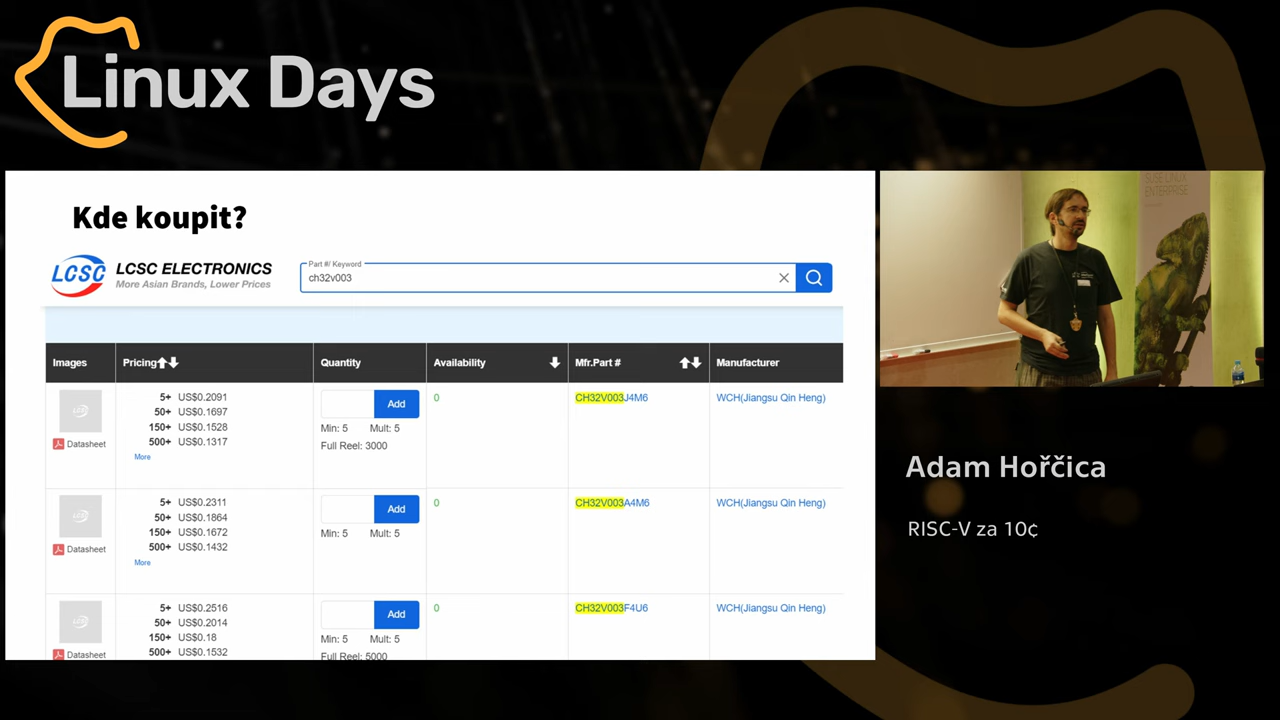 Linux Days
Kde koupit?
LCSC
LCSC ELECTRONICS
More Asian Brands, Lower Prices
Part #/ Keyword
ch32v003
Images Pricing Quantity Availability Mfr.Part # Manufacturer
5+ US$0.2091
50+ US$0.1697
150+ US$0.1528
500+ US$0.1317
More
Datasheet
Add
Min: 5 Mult: 5
Full Reel: 3000
0
CH32V003J4M6
WCH(Jiangsu Qin Heng)
5+ US$0.2311
50+ US$0.1864
150+ US$0.1672
500+ US$0.1432
More
Datasheet
Add
Min: 5 Mult: 5
0
CH32V003A4M6
WCH(Jiangsu Qin Heng)
5+ US$0.2516
50+ US$0.2014
150+ US$0.18
500+ US$0.1532
Datasheet
Add
Min: 5 Mult: 5
Full Reel: 5000
0
CH32V003F4U6
WCH(Jiangsu Qin Heng)
SUSE LINUX
ENTERPRISE
Adam Hořčica
RISC-V za 10¢